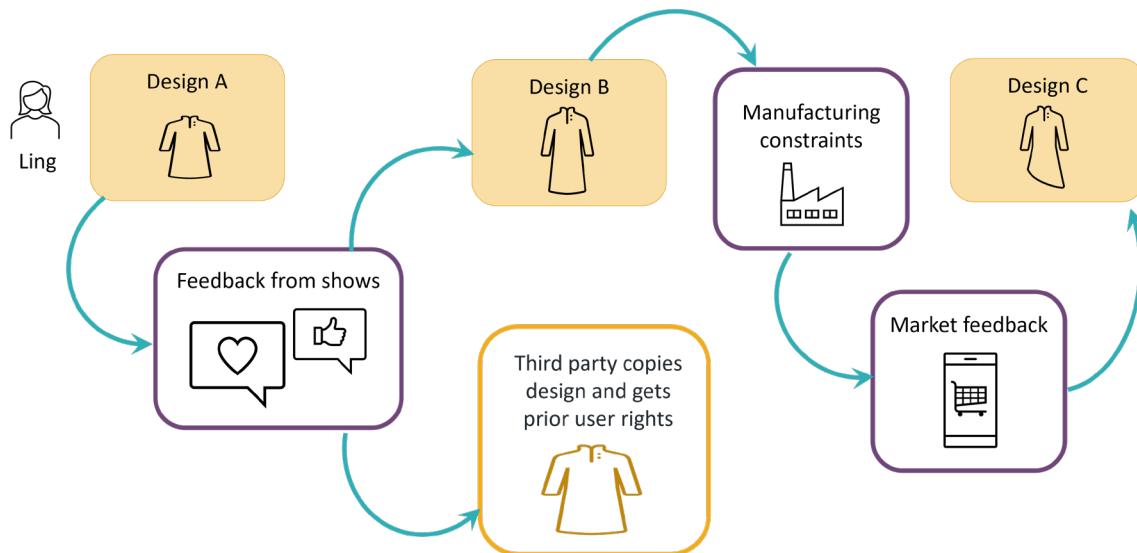 Design A
Ling
Feedback from shows
Design B
Third party copies
design and gets
prior user rights
Manufacturing
constraints
Market feedback
Design C